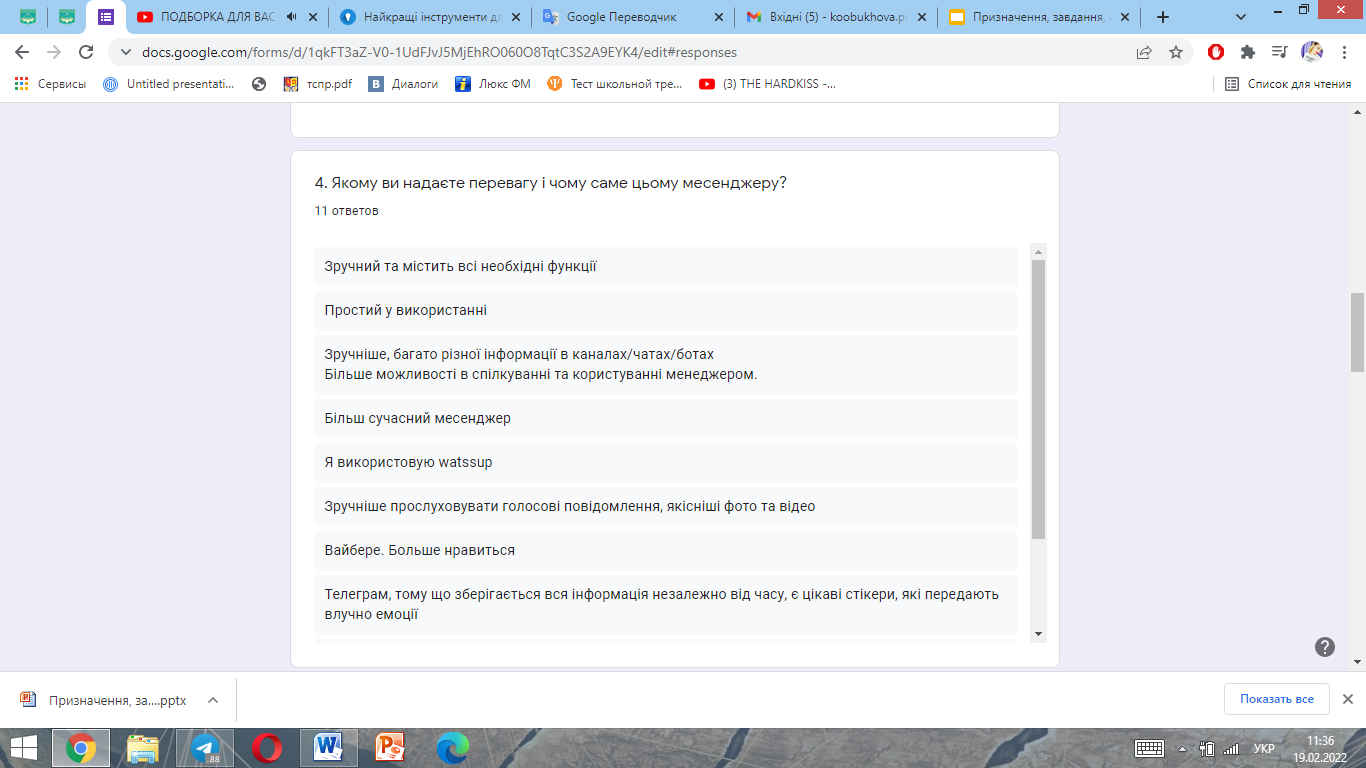 ПОДБОРКА ДЛЯ ВАС
Найкращі інструменти дл
Google Переводчик
Вхідні (5) - koobukhova.pi
Призначення, завдання,
docs.google.com/forms/d/1qkFT3aZ-V0-1UdFJvJ5MjEhRO060O8TqtC3S2A9EYK4/edit#responses
Сервисы
Untitled presentati...
тспр.pdf
Диалоги
Люкс ФМ
Тест школьной тре...
(3) THE HARDKISS -...
Список для чтения
4. Якому ви надаєте перевагу і чому саме цьому месенджеру?
11 ответов
Зручний та містить всі необхідні функції
Простий у використанні
Зручніше, багато різної інформації в каналах/чатах/ботах
Більше можливості в спілкуванні та користуванні менеджером.
Більш сучасний месенджер
Я використовую watssup
Зручніше прослуховувати голосові повідомлення, якісніші фото та відео
Вайбере. Больше нравиться
Телеграм, тому що зберігається вся інформація незалежно від часу, є цікаві стікери, які передають
влучно емоції
Призначення, за....pptx
Показать все
.88
УКР
11:36
19.02.2022